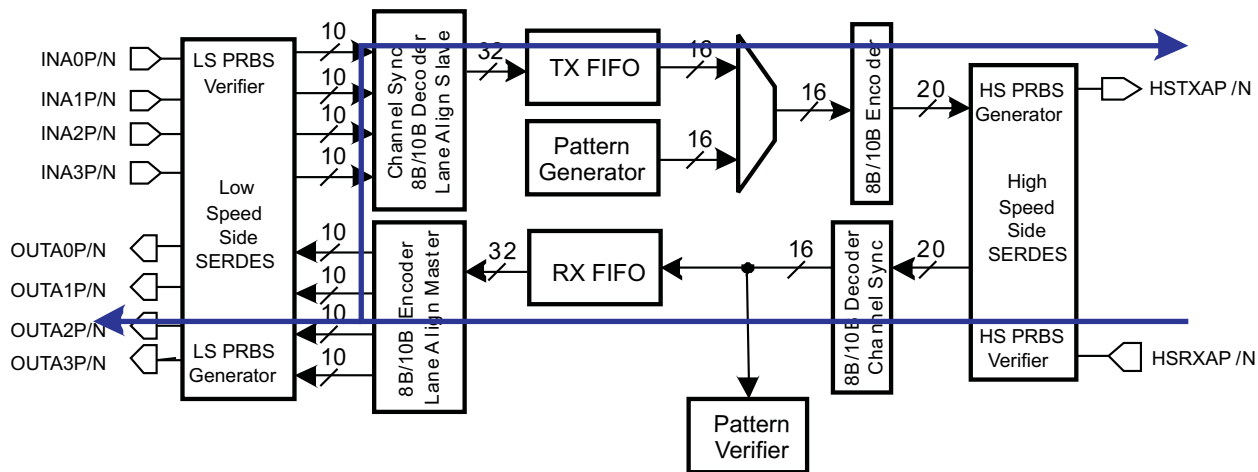 INA0P/N
INA1P/N
INA2P/N
INA3P/N
OUTA0P/N
OUTA1P/N
OUTA2P/N
OUTA3P/N
LS PRBS
Verifier
Low
Speed
Side
SERDES
LS PRBS
Generator
10
10
10
10
10
10
10
10
Channel Sync
8B/10B Decoder
Lane Align Slave
8B/10B Encoder
Lane Align Master
32
TX FIFO
16
Pattern
Generator
16
16
8B/10B Encoder
20
32
RX FIFO
16
8B/10B Decoder
Channel Sync
20
Pattern
Verifier
HS PRBS
Generator
High
Speed
Side
SERDES
HS PRBS
Verifier
HSTXAP /N
HSRXAP /N